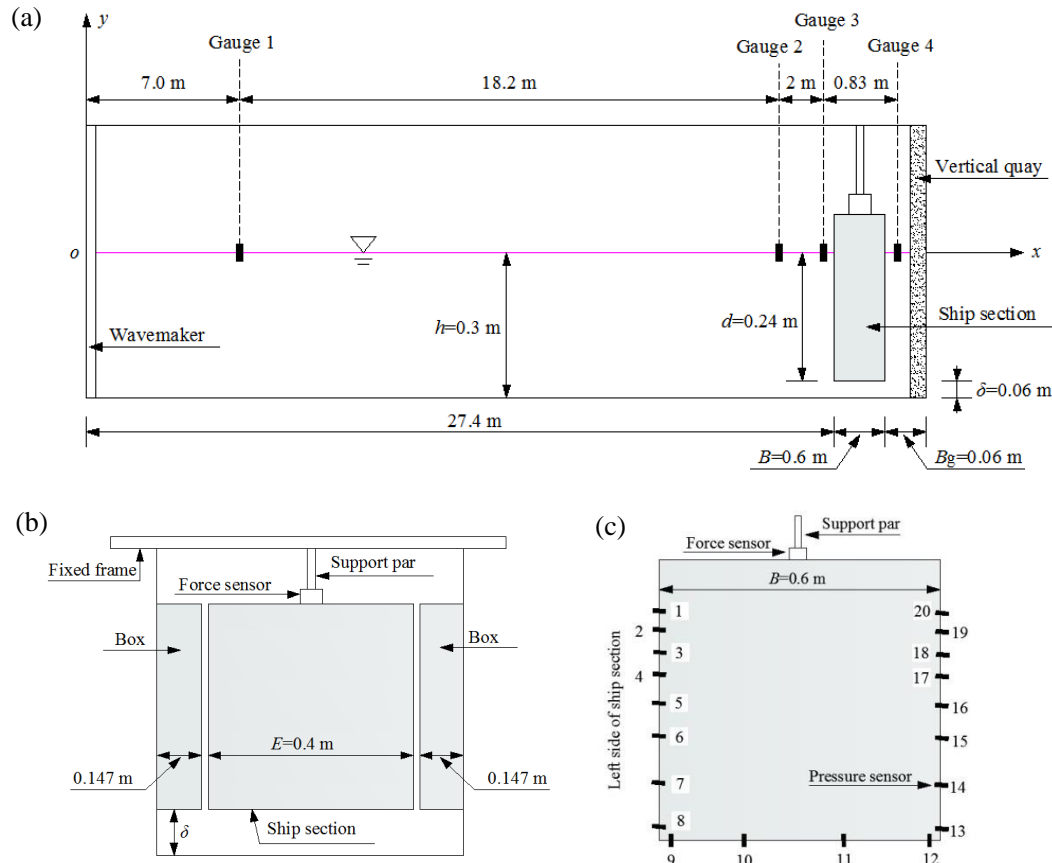 (a)
y
Gauge 1
Gauge 2
Gauge 3
Gauge 4
7.0 m
18.2 m
2 m
0.83 m
Vertical quay
o
x
h=0.3 m
d=0.24 m
Ship section
Wavemaker
δ=0.06 m
27.4 m
B=0.6 m
Bg=0.06 m
(b)
Fixed frame
Support par
Force sensor
Box
Box
E=0.4 m
0.147 m
0.147 m
δ
Ship section
(c)
Support par
Force sensor
B=0.6 m
Left side of ship section
1
2
3
4
5
6
7
8
9
10
11
12
13
14
15
16
17
18
19
20
Pressure sensor